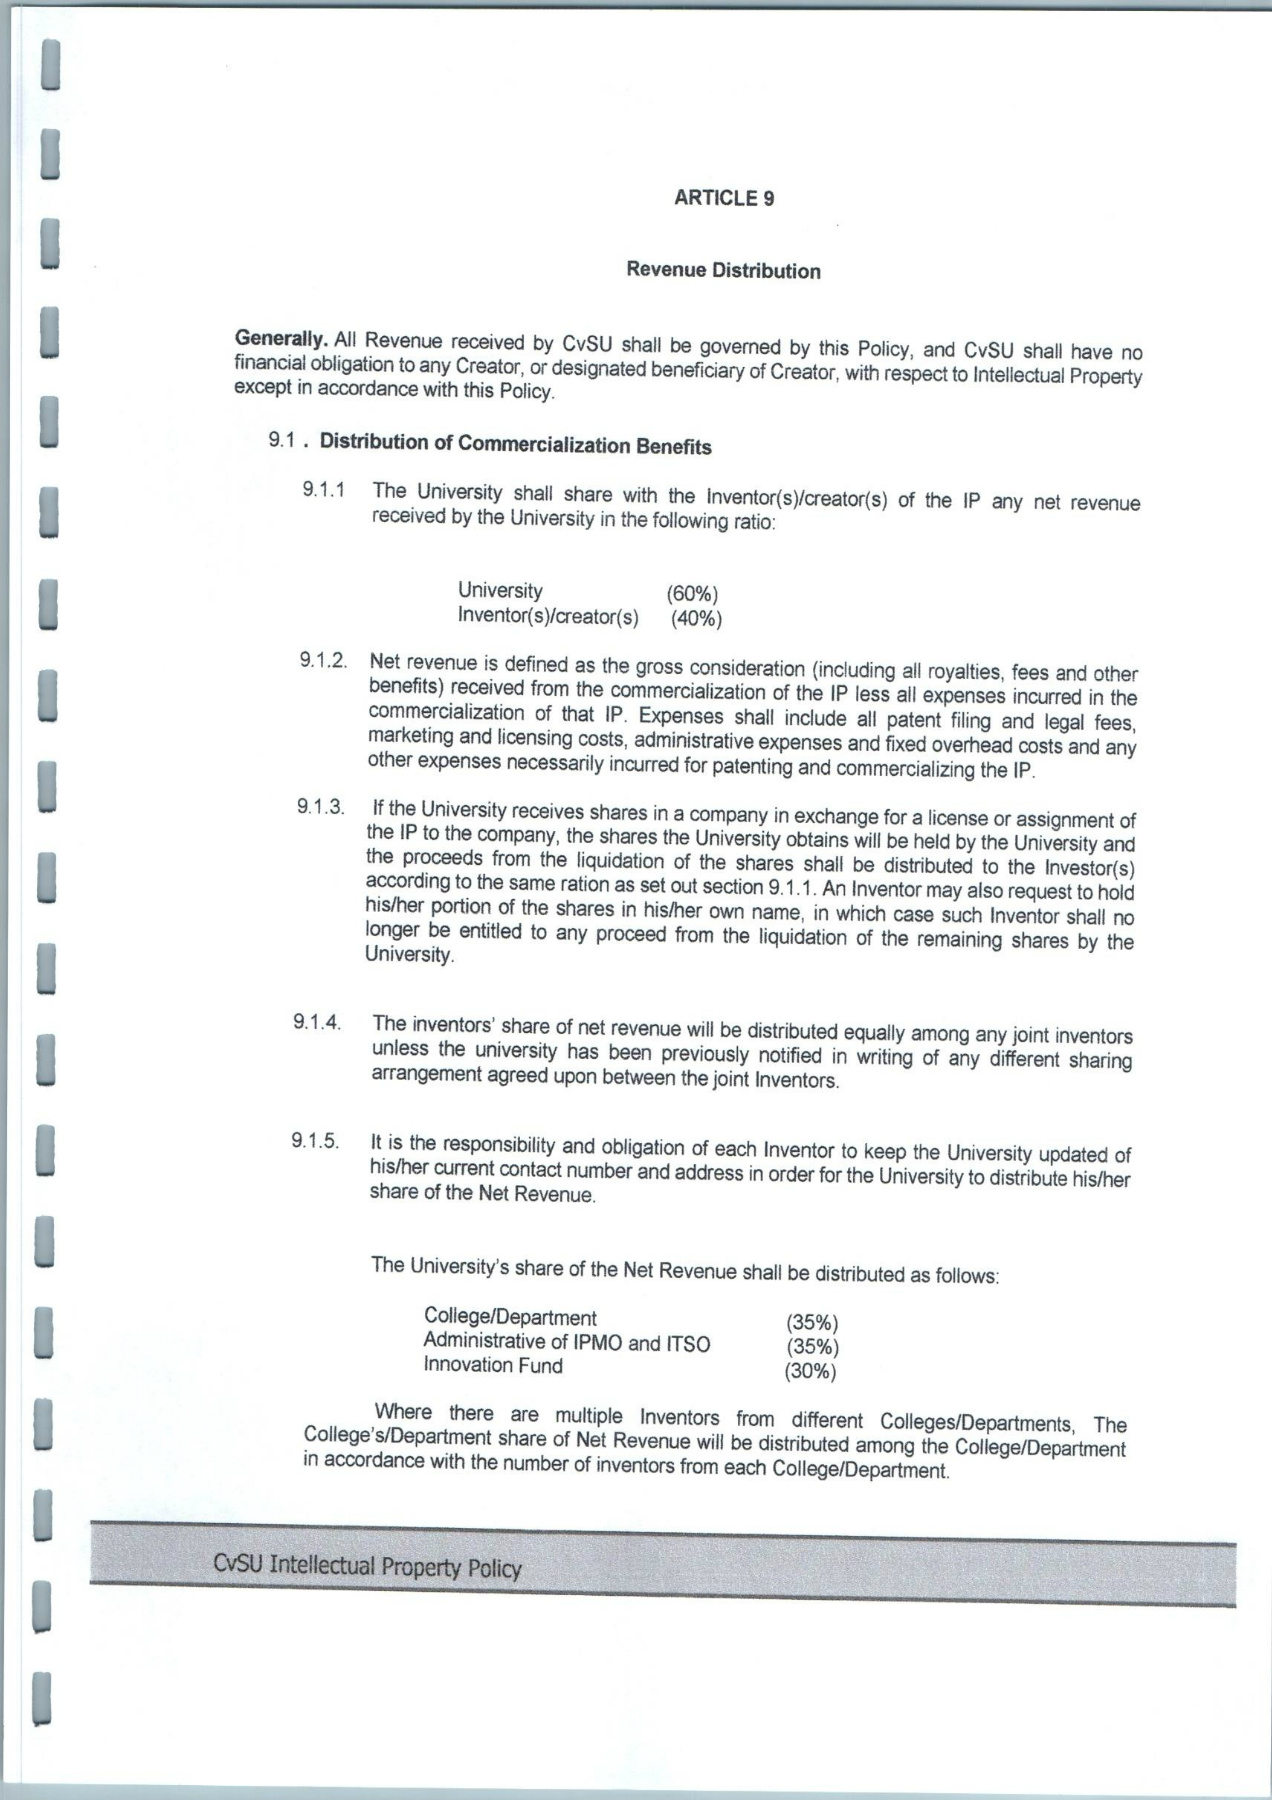 ARTICLE 9
Revenue Distribution
Generally. All Revenue received by CvSU shall be governed by this Policy, and CvSU shall have no
financial obligation to any Creator, or designated beneficiary of Creator, with respect to Intellectual Property
except in accordance with this Policy.
9.1 . Distribution of Commercialization Benefits
9.1.1 The University shall share with the Inventor(s)/creator(s) of the IP any net revenue
received by the University in the following ratio:
University (60%)
Inventor(s)/creator(s) (40%)
9.1.2. Net revenue is defined as the gross consideration (including all royalties, fees and other
benefits) received from the commercialization of the IP less all expenses incurred in the
commercialization of that IP. Expenses shall include all patent filing and legal fees,
marketing and licensing costs, administrative expenses and fixed overhead costs and any
other expenses necessarily incurred for patenting and commercializing the IP.
9.1.3. If the University receives shares in a company in exchange for a license or assignment of
the IP to the company, the shares the University obtains will be held by the University and
the proceeds from the liquidation of the shares shall be distributed to the Investor(s)
according to the same ration as set out section 9.1.1. An Inventor may also request to hold
his/her portion of the shares in his/her own name, in which case such Inventor shall no
longer be entitled to any proceed from the liquidation of the remaining shares by the
University.
9.1.4. The inventors' share of net revenue will be distributed equally among any joint inventors
unless the university has been previously notified in writing of any different sharing
arrangement agreed upon between the joint Inventors.
9.1.5. It is the responsibility and obligation of each Inventor to keep the University updated of
his/her current contact number and address in order for the University to distribute his/her
share of the Net Revenue.
The University's share of the Net Revenue shall be distributed as follows:
College/Department (35%)
Administrative of IPMO and ITSO (35%)
Innovation Fund (30%)
Where there are multiple Inventors from different Colleges/Departments, The
College's/Department share of Net Revenue will be distributed among the College/Department
in accordance with the number of inventors from each College/Department.
CvSU Intellectual Property Policy